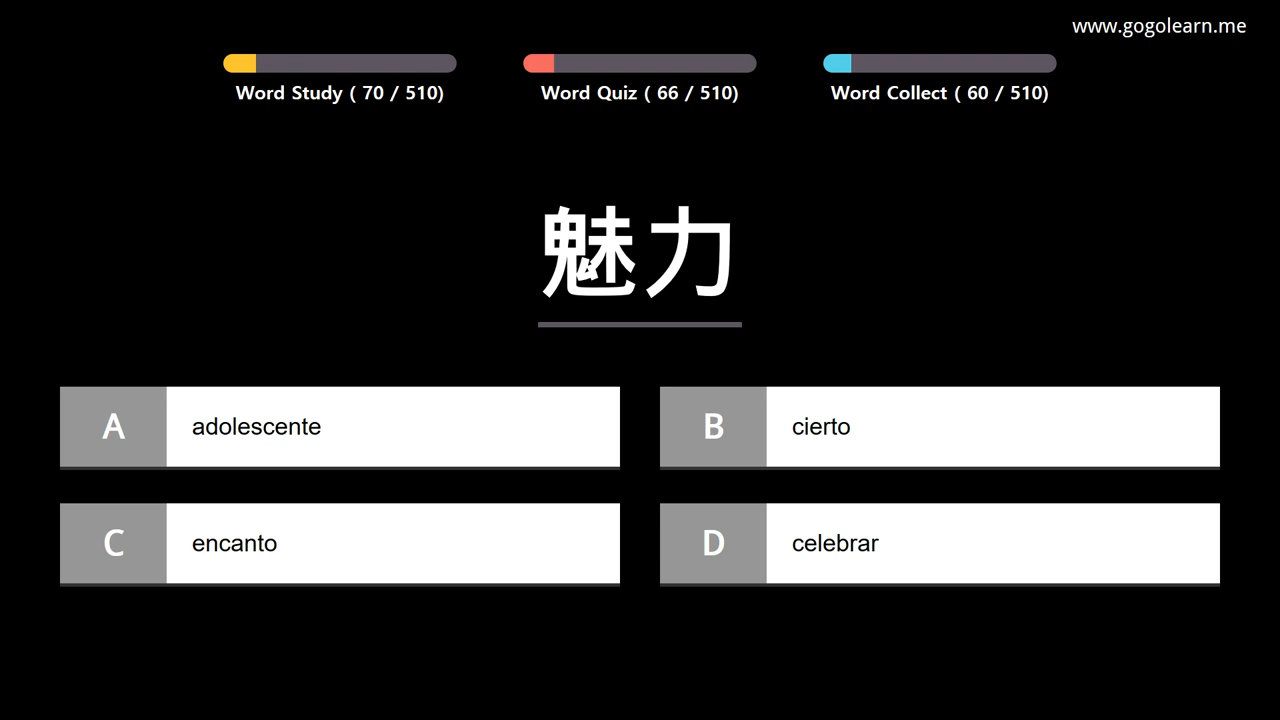 www.gogolearn.me
Word Study ( 70 / 510)
Word Quiz ( 66 / 510)
Word Collect ( 60 / 510)
魅力
A adolescente
B cierto
C encanto
D celebrar